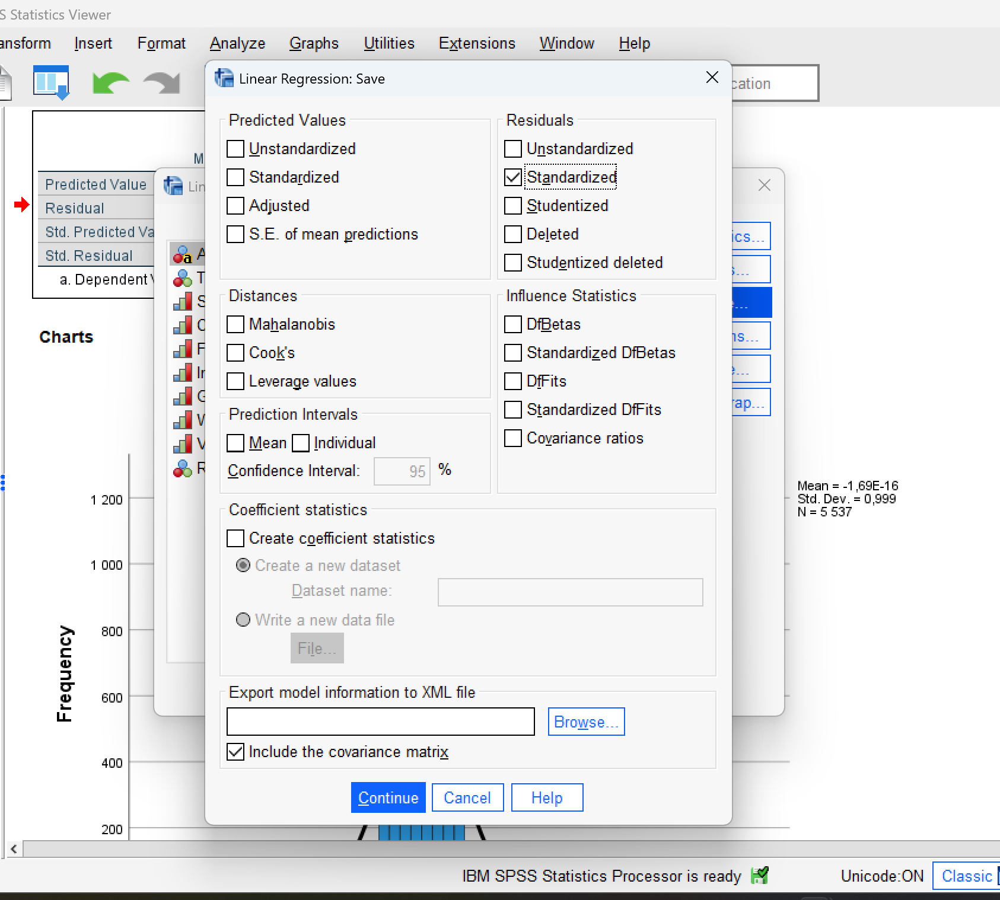 S Statistics Viewer
ansform Insert Format Analyze Graphs Utilities Extensions Window Help
cation
Linear Regression: Save
Predicted Values
Unstandardized
Standardized
Adjusted
S.E. of mean predictions
Residuals
Unstandardized
Standardized
Studentized
Deleted
Studentized deleted
Distances
Mahalanobis
Cook's
Leverage values
Influence Statistics
DfBetas
Standardized DfBetas
DfFits
Standardized DfFits
Covariance ratios
Prediction Intervals
Mean Individual
Confidence Interval: 95 %
Coefficient statistics
Create coefficient statistics
Create a new dataset
Dataset name:
Write a new data file
File...
Export model information to XML file
Browse...
Include the covariance matrix
Continue Cancel Help
M
Predicted Value
Residual
Std. Predicted Va
Std. Residual
a. Dependent V
Lin
A
T
S
C
F
In
G
W
V
R
ics...
s...
e...
ns...
e...
rap...
Charts
Frequency
1 200
1 000
800
600
400
200
Mean = -1,69E-16
Std. Dev. = 0,999
N = 5 537
IBM SPSS Statistics Processor is ready
Unicode:ON
Classic